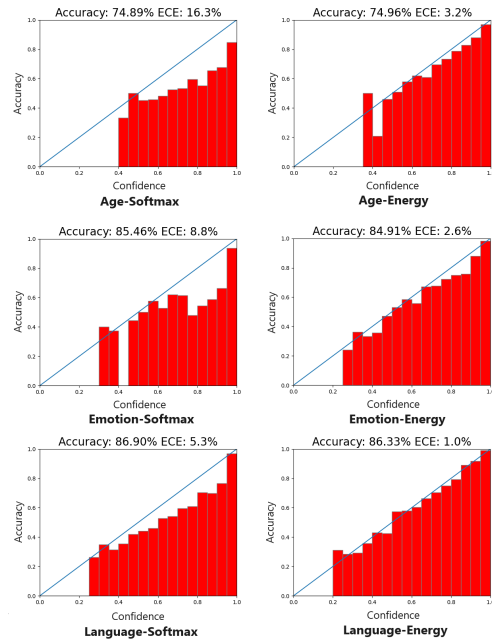 Accuracy: 74.89% ECE: 16.3%
1.0
0.8
0.6
0.4
0.2
0.0
Accuracy
0.0 0.2 0.4 0.6 0.8 1.0
Confidence
Age-Softmax
Accuracy: 74.96% ECE: 3.2%
1.0
0.8
0.6
0.4
0.2
0.0
Accuracy
0.0 0.2 0.4 0.6 0.8 1.0
Confidence
Age-Energy
Accuracy: 85.46% ECE: 8.8%
1.0
0.8
0.6
0.4
0.2
0.0
Accuracy
0.0 0.2 0.4 0.6 0.8 1.0
Confidence
Emotion-Softmax
Accuracy: 84.91% ECE: 2.6%
1.0
0.8
0.6
0.4
0.2
0.0
Accuracy
0.0 0.2 0.4 0.6 0.8 1.0
Confidence
Emotion-Energy
Accuracy: 86.90% ECE: 5.3%
1.0
0.8
0.6
0.4
0.2
0.0
Accuracy
0.0 0.2 0.4 0.6 0.8 1.0
Confidence
Language-Softmax
Accuracy: 86.33% ECE: 1.0%
1.0
0.8
0.6
0.4
0.2
0.0
Accuracy
0.0 0.2 0.4 0.6 0.8 1.0
Confidence
Language-Energy